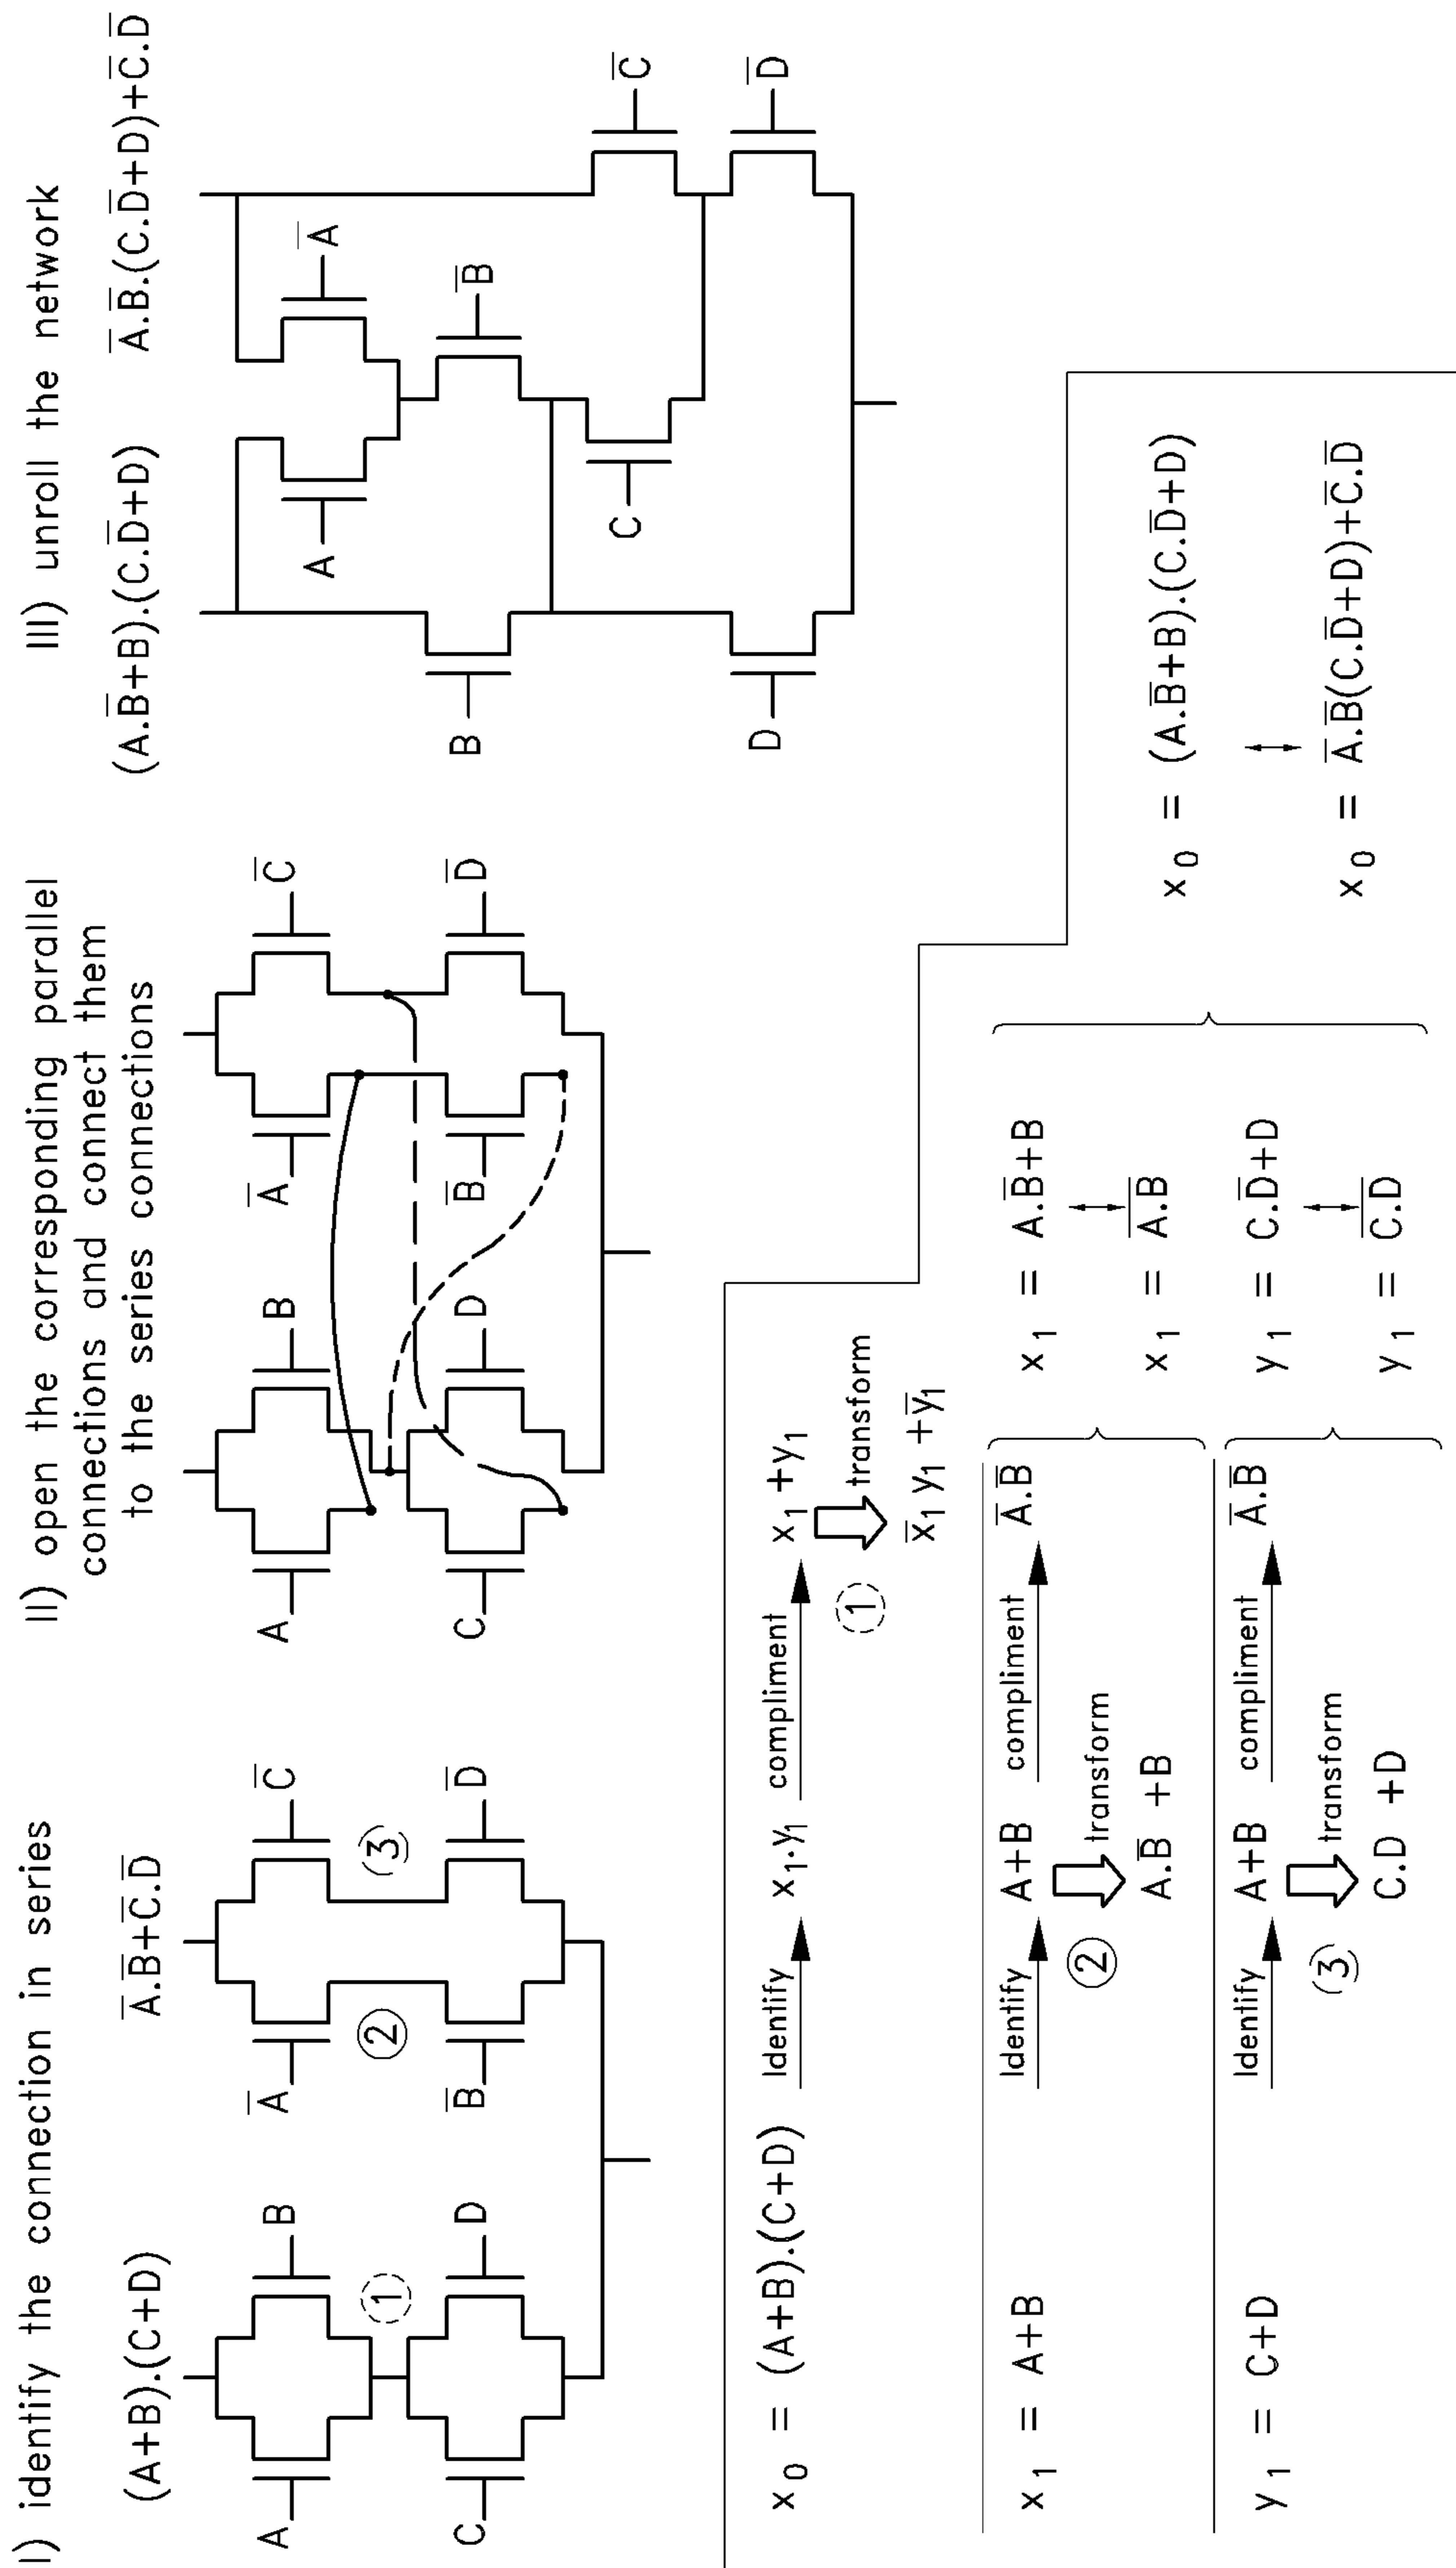 I) identify the connection in series
(A+B).(C+D)
A̅.B̅+C̅.D̅
A
B
C
D
1
A̅
C̅
B̅
D̅
2
3
II) open the corresponding parallel
connections and connect them
to the series connections
A
B
C
D
A̅
C̅
B̅
D̅
III) unroll the network
(A.B̅+B).(C.D̅+D)
A̅.B̅.(C.D̅+D)+C̅.D̅
A
A̅
B
B̅
C
C̅
D
D̅
x₀ = (A+B).(C+D) Identify x₁.y₁ compliment x₁+y₁
1 transform
x̅₁ y₁ +y̅₁
x₁ = A+B Identify A+B compliment A̅.B̅
2 transform
A.B̅ +B
y₁ = C+D Identify A+B compliment A̅.B̅
3 transform
C.D +D
x₁ = A.B̅+B
x₁ = A̅.̅B̅
y₁ = C.D̅+D
y₁ = C̅.̅D̅
x₀ = (A.B̅+B).(C.D̅+D)
x₀ = A̅.B̅(C.D̅+D))+C̅.D̅